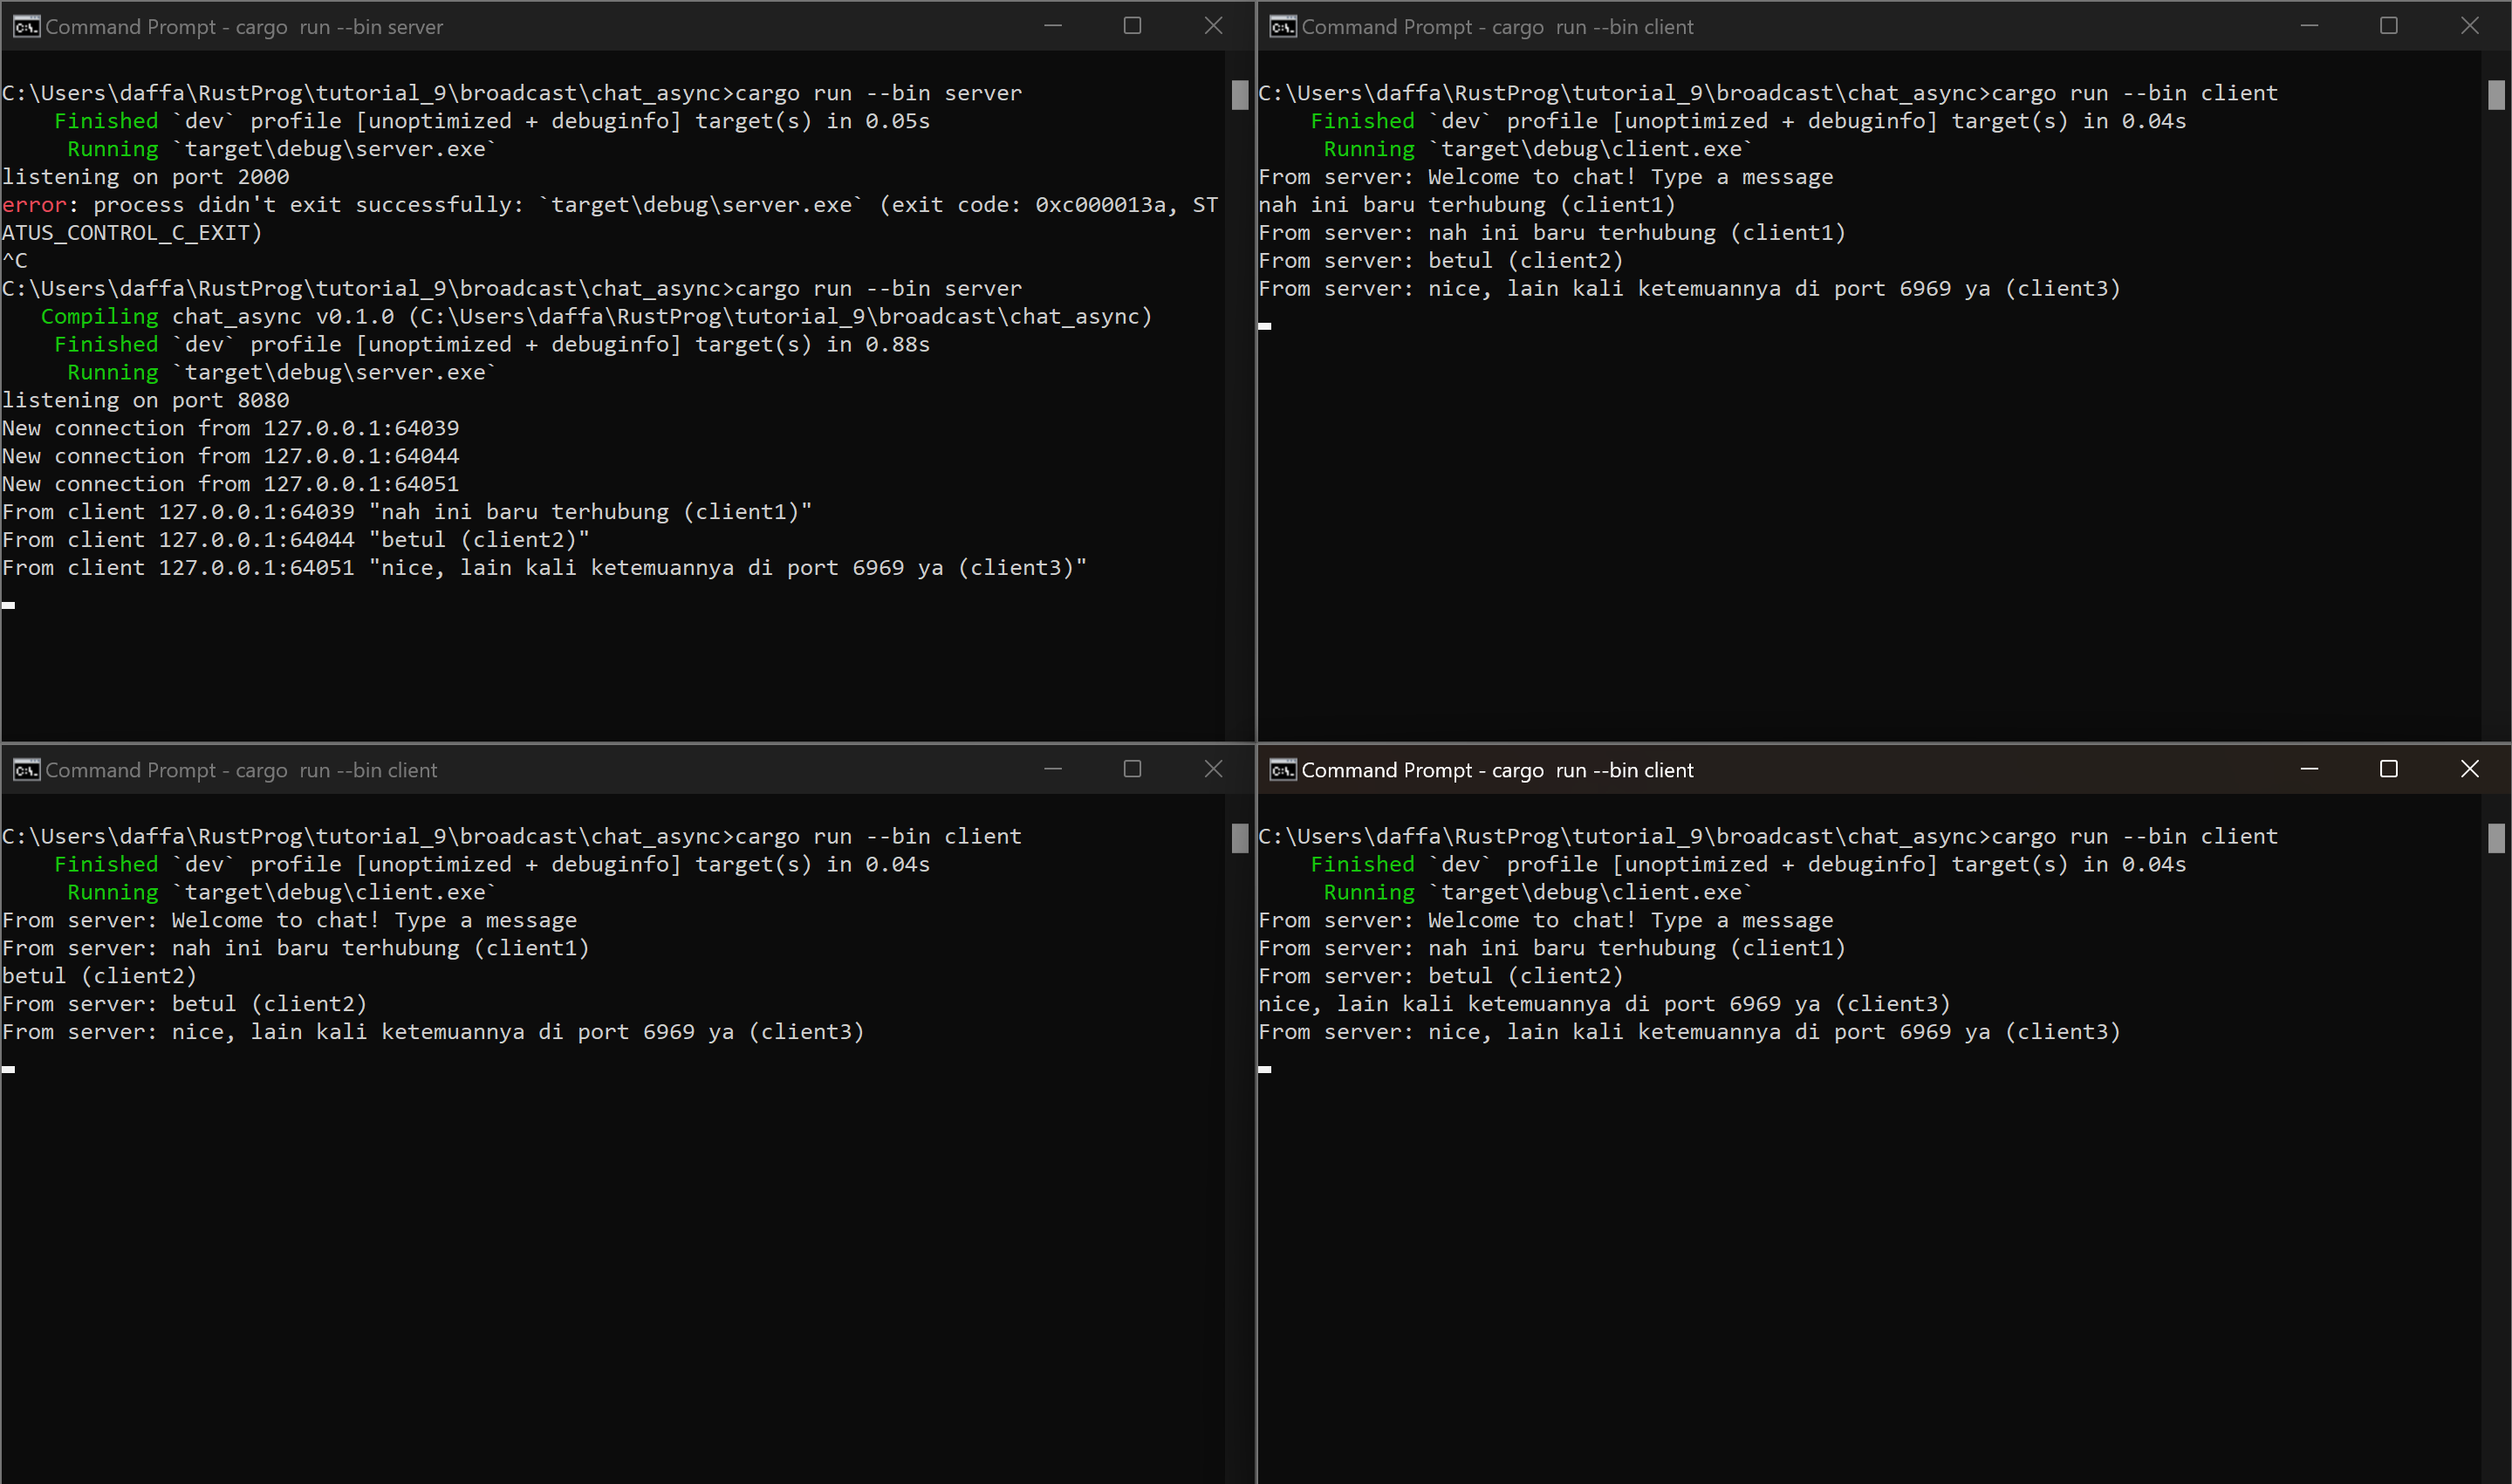 Command Prompt - cargo  run --bin server
C:\Users\daffa\RustProg\tutorial_9\broadcast\chat_async>cargo run --bin server
    Finished `dev` profile [unoptimized + debuginfo] target(s) in 0.05s
     Running `target\debug\server.exe`
listening on port 2000
error: process didn't exit successfully: `target\debug\server.exe` (exit code: 0xc000013a, ST
ATUS_CONTROL_C_EXIT)
^C
C:\Users\daffa\RustProg\tutorial_9\broadcast\chat_async>cargo run --bin server
   Compiling chat_async v0.1.0 (C:\Users\daffa\RustProg\tutorial_9\broadcast\chat_async)
    Finished `dev` profile [unoptimized + debuginfo] target(s) in 0.88s
     Running `target\debug\server.exe`
listening on port 8080
New connection from 127.0.0.1:64039
New connection from 127.0.0.1:64044
New connection from 127.0.0.1:64051
From client 127.0.0.1:64039 "nah ini baru terhubung (client1)"
From client 127.0.0.1:64044 "betul (client2)"
From client 127.0.0.1:64051 "nice, lain kali ketemuannya di port 6969 ya (client3)"
Command Prompt - cargo  run --bin client
C:\Users\daffa\RustProg\tutorial_9\broadcast\chat_async>cargo run --bin client
    Finished `dev` profile [unoptimized + debuginfo] target(s) in 0.04s
     Running `target\debug\client.exe`
From server: Welcome to chat! Type a message
nah ini baru terhubung (client1)
From server: nah ini baru terhubung (client1)
From server: betul (client2)
From server: nice, lain kali ketemuannya di port 6969 ya (client3)
Command Prompt - cargo  run --bin client
C:\Users\daffa\RustProg\tutorial_9\broadcast\chat_async>cargo run --bin client
    Finished `dev` profile [unoptimized + debuginfo] target(s) in 0.04s
     Running `target\debug\client.exe`
From server: Welcome to chat! Type a message
From server: nah ini baru terhubung (client1)
betul (client2)
From server: betul (client2)
From server: nice, lain kali ketemuannya di port 6969 ya (client3)
Command Prompt - cargo  run --bin client
C:\Users\daffa\RustProg\tutorial_9\broadcast\chat_async>cargo run --bin client
    Finished `dev` profile [unoptimized + debuginfo] target(s) in 0.04s
     Running `target\debug\client.exe`
From server: Welcome to chat! Type a message
From server: nah ini baru terhubung (client1)
From server: betul (client2)
nice, lain kali ketemuannya di port 6969 ya (client3)
From server: nice, lain kali ketemuannya di port 6969 ya (client3)